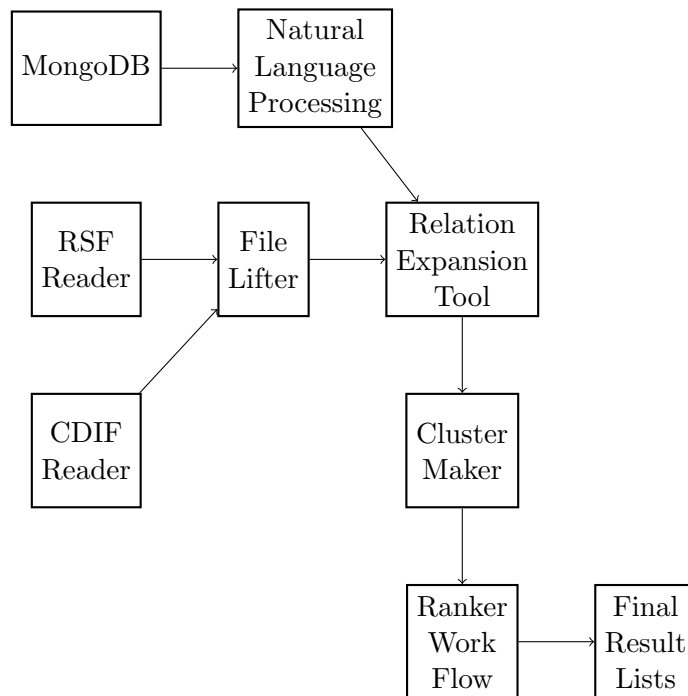 MongoDB
Natural
Language
Processing
RSF
Reader
File
Lifter
Relation
Expansion
Tool
CDIF
Reader
Cluster
Maker
Ranker
Work
Flow
Final
Result
Lists